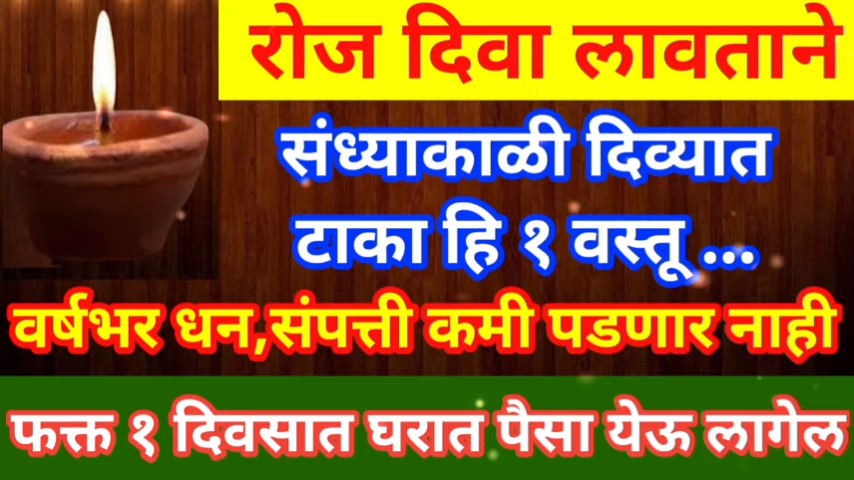 रोज दिवा लावताने
संध्याकाळी दिव्यात
टाका हि १ वस्तू ...
वर्षभर धन,संपत्ती कमी पडणार नाही
फक्त १ दिवसात घरात पैसा येऊ लागेल